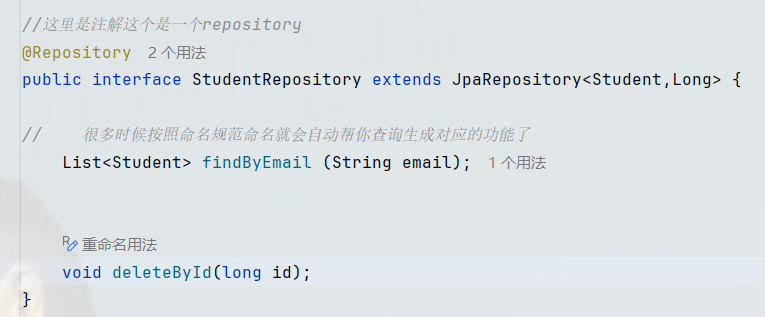 //这里是注解这个是一个repository
@Repository 2 个用法
public interface StudentRepository extends JpaRepository<Student,Long> {
//    很多时候按照命名规范命名就会自动帮你查询生成对应的功能了
List<Student> findByEmail (String email); 1 个用法
R 重命名用法
void deleteById(long id);
}